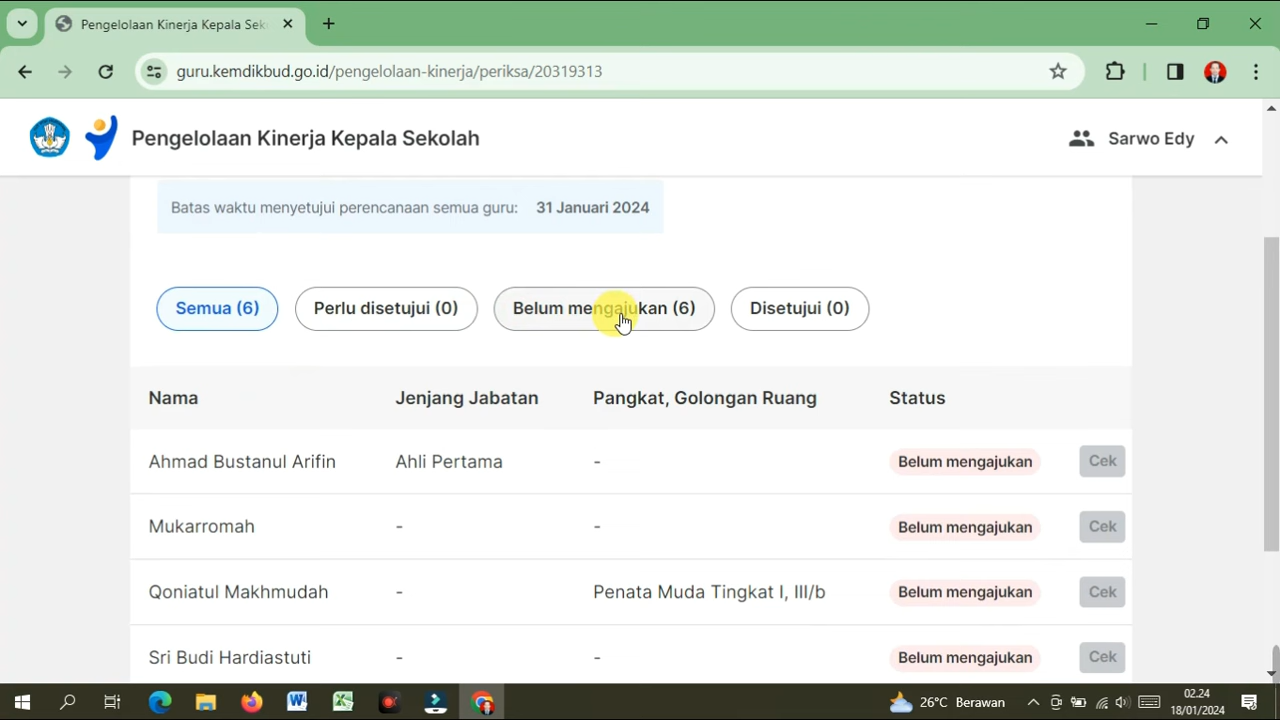 Pengelolaan Kinerja Kepala Sek
guru.kemdikbud.go.id/pengelolaan-kinerja/periksa/20319313
Pengelolaan Kinerja Kepala Sekolah
Sarwo Edy
Batas waktu menyetujui perencanaan semua guru: 31 Januari 2024
Semua (6) Perlu disetujui (0) Belum mengajukan (6) Disetujui (0)
Nama Jenjang Jabatan Pangkat, Golongan Ruang Status
Ahmad Bustanul Arifin Ahli Pertama - Belum mengajukan Cek
Mukarromah - - Belum mengajukan Cek
Qoniatul Makhmudah - Penata Muda Tingkat I, III/b Belum mengajukan Cek
Sri Budi Hardiastuti - - Belum mengajukan Cek
26°C Berawan
02.24
18/01/2024